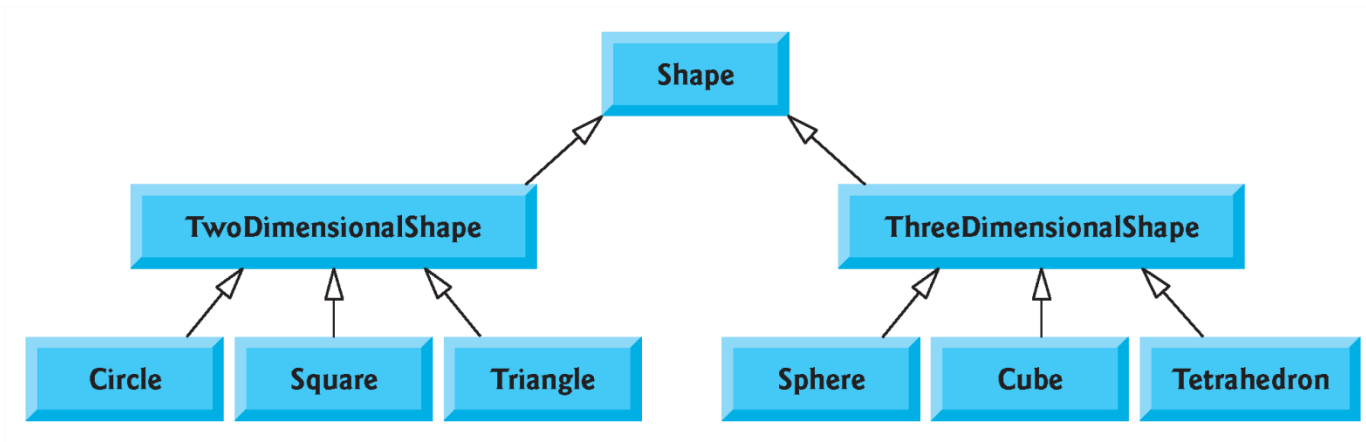 Shape
TwoDimensionalShape
ThreeDimensionalShape
Circle
Square
Triangle
Sphere
Cube
Tetrahedron